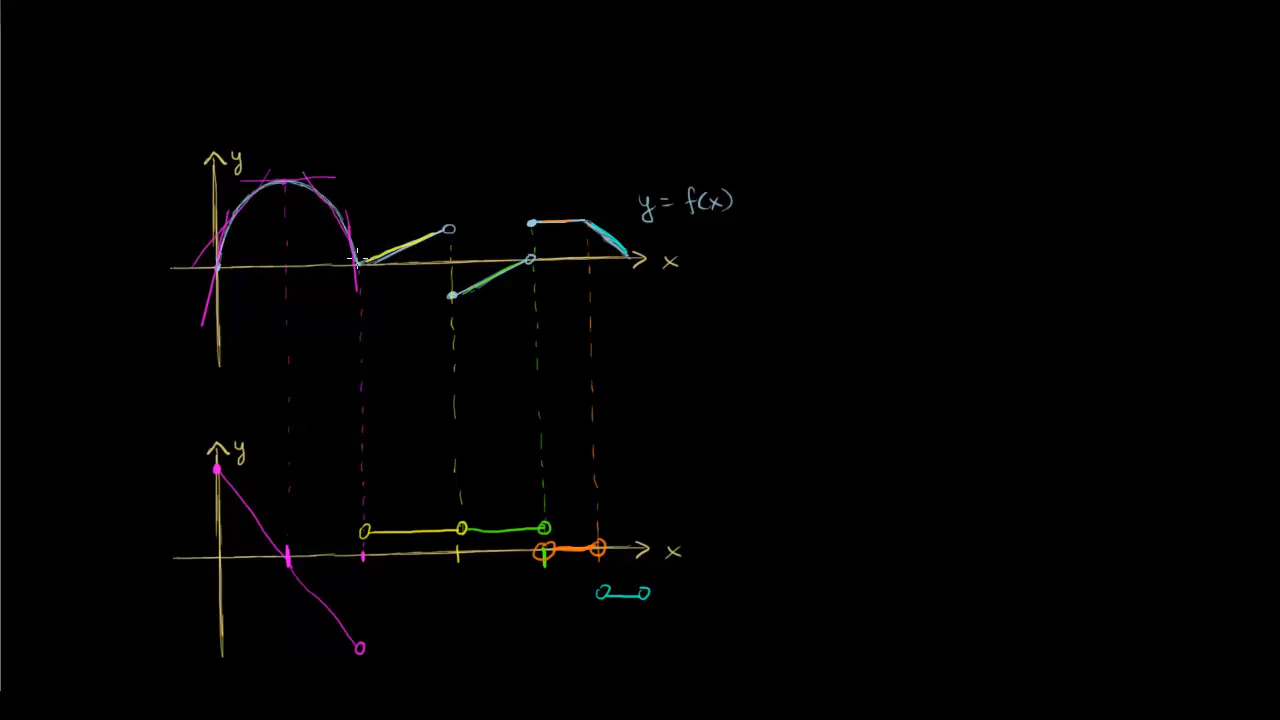 y
y = f(x)
x
y
x